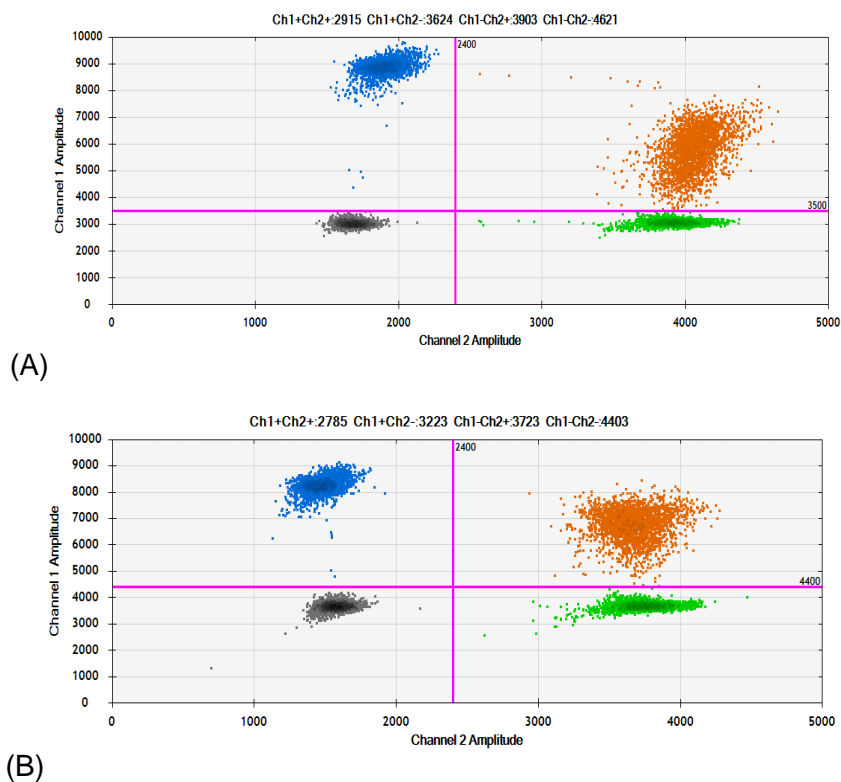 Ch1+Ch2+:2915 Ch1+Ch2-:3624 Ch1-Ch2+:3903 Ch1-Ch2-:4621
2400
10000
9000
8000
7000
6000
5000
4000
3000
2000
1000
0
Channel 1 Amplitude
3500
0 1000 2000 3000 4000 5000
Channel 2 Amplitude
(A)
Ch1+Ch2+:2785 Ch1+Ch2-:3223 Ch1-Ch2+:3723 Ch1-Ch2-:4403
2400
10000
9000
8000
7000
6000
5000
4000
3000
2000
1000
0
Channel 1 Amplitude
4400
0 1000 2000 3000 4000 5000
Channel 2 Amplitude
(B)